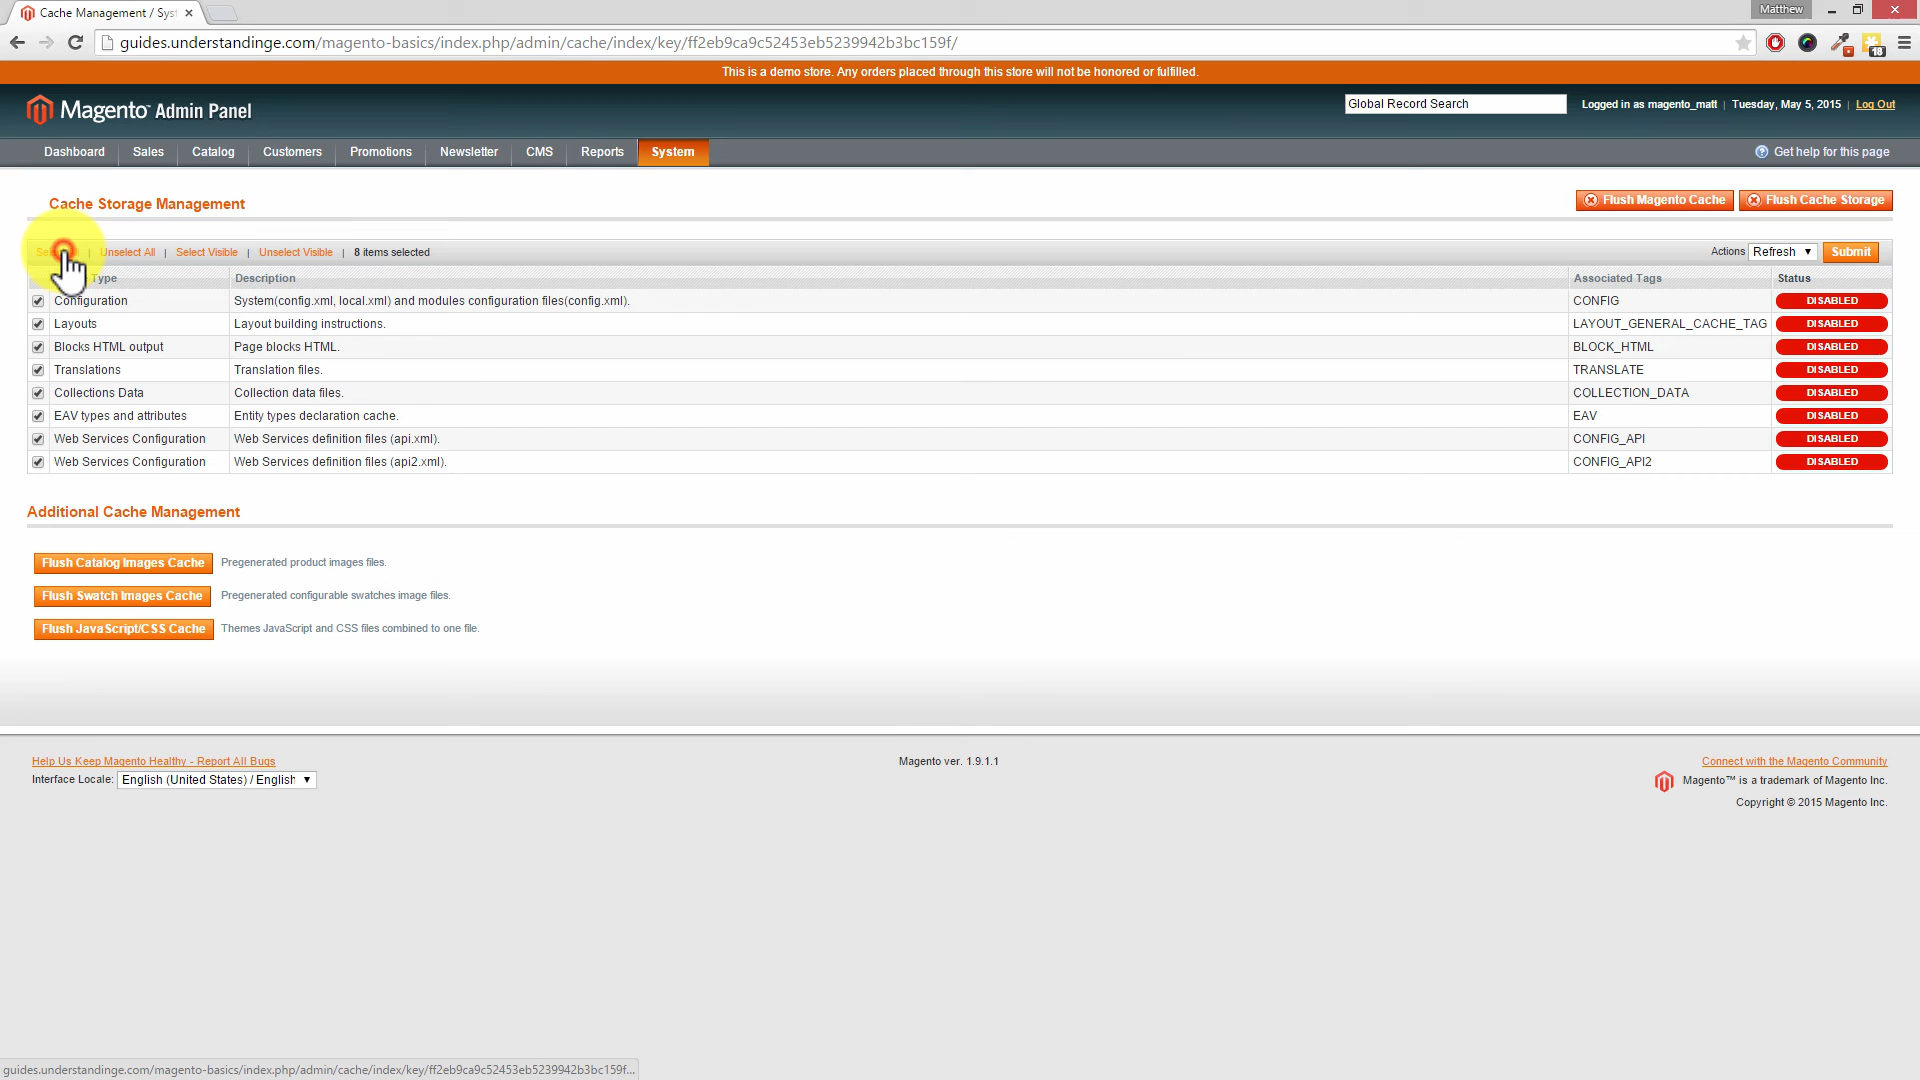 Cache Management / Sys
Matthew
guides.understandinge.com/magento-basics/index.php/admin/cache/index/key/ff2eb9ca9c52453eb5239942b3bc159f/
18
This is a demo store. Any orders placed through this store will not be honored or fulfilled.
Magento™ Admin Panel
Global Record Search
Logged in as magento_matt | Tuesday, May 5, 2015 | Log Out
Dashboard Sales Catalog Customers Promotions Newsletter CMS Reports System
Get help for this page
Cache Storage Management
Flush Magento Cache
Flush Cache Storage
| Unselect All | Select Visible | Unselect Visible | 8 items selected
Actions Refresh Submit
Type Description Associated Tags Status
Configuration System(config.xml, local.xml) and modules configuration files(config.xml). CONFIG DISABLED
Layouts Layout building instructions. LAYOUT_GENERAL_CACHE_TAG DISABLED
Blocks HTML output Page blocks HTML. BLOCK_HTML DISABLED
Translations Translation files. TRANSLATE DISABLED
Collections Data Collection data files. COLLECTION_DATA DISABLED
EAV types and attributes Entity types declaration cache. EAV DISABLED
Web Services Configuration Web Services definition files (api.xml). CONFIG_API DISABLED
Web Services Configuration Web Services definition files (api2.xml). CONFIG_API2 DISABLED
Additional Cache Management
Flush Catalog Images Cache Pregenerated product images files.
Flush Swatch Images Cache Pregenerated configurable swatches image files.
Flush JavaScript/CSS Cache Themes JavaScript and CSS files combined to one file.
Help Us Keep Magento Healthy - Report All Bugs
Magento ver. 1.9.1.1
Connect with the Magento Community
Interface Locale: English (United States) / English
Magento™ is a trademark of Magento Inc.
Copyright © 2015 Magento Inc.
guides.understandinge.com/magento-basics/index.php/admin/cache/index/key/ff2eb9ca9c52453eb5239942b3bc159f...